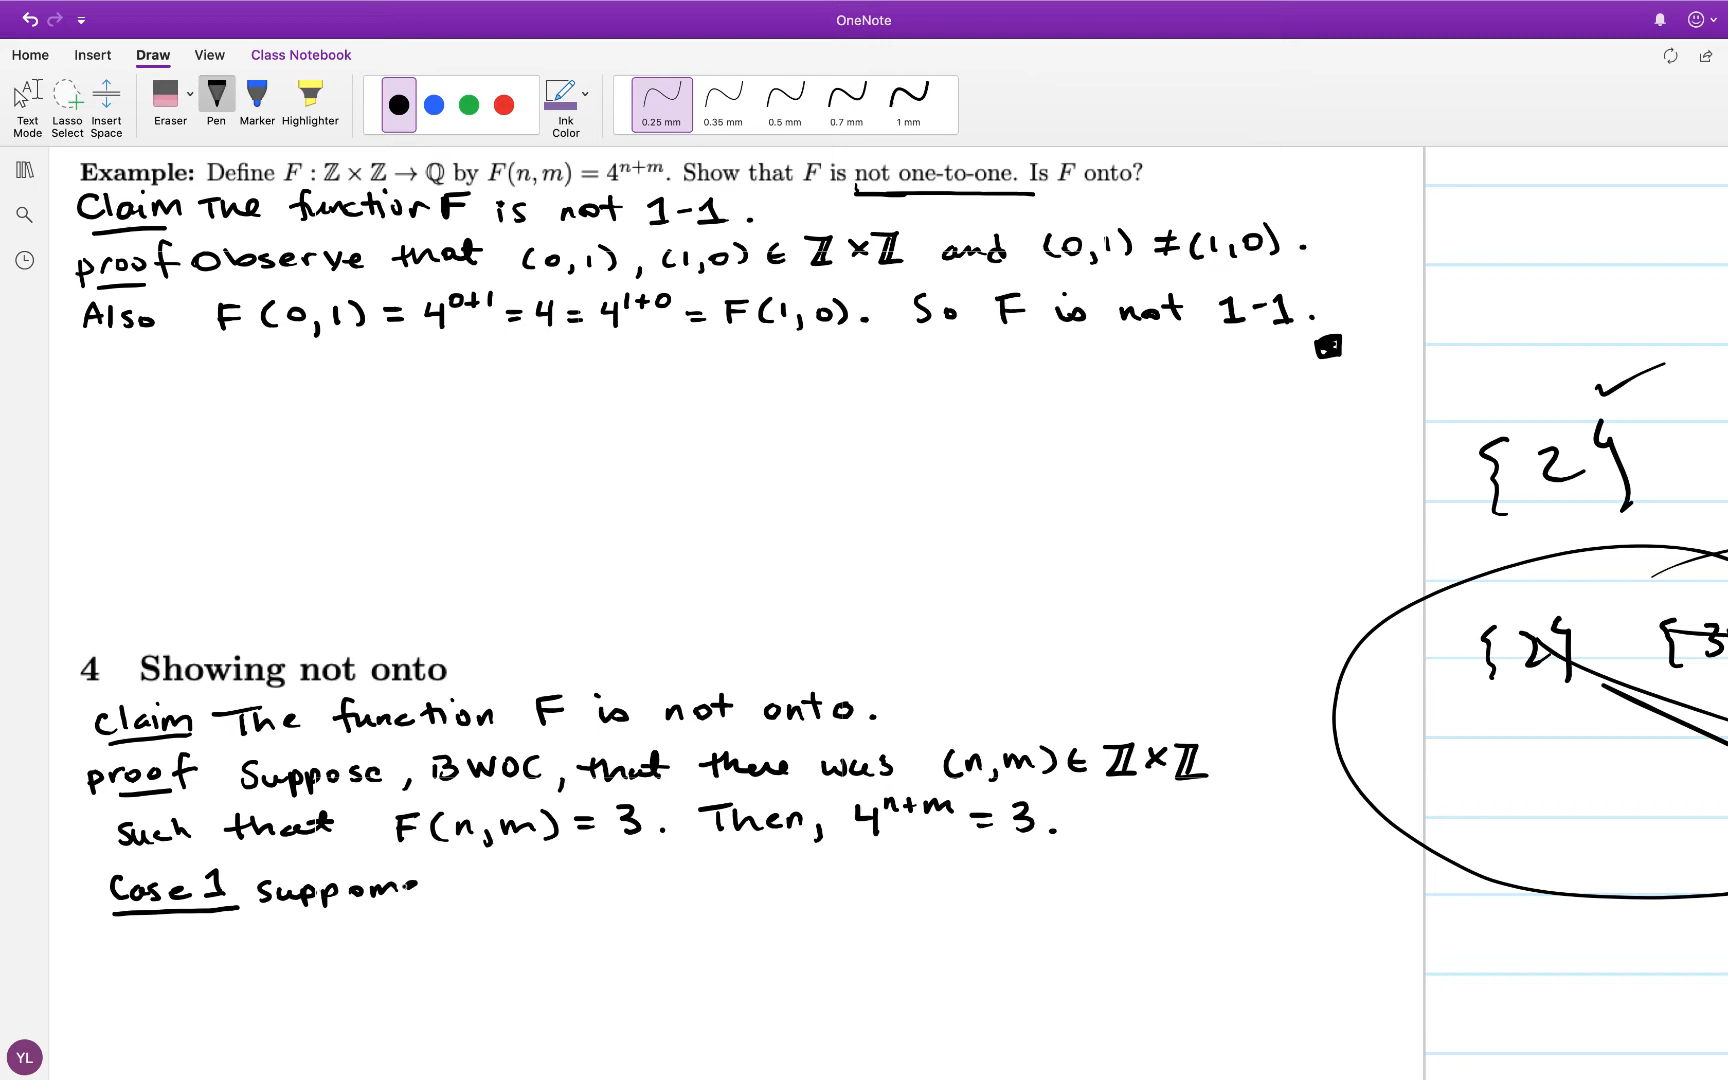 OneNote
Home Insert Draw View Class Notebook
Text Mode Lasso Select Insert Space Eraser Pen Marker Highlighter Ink Color 0.25 mm 0.35 mm 0.5 mm 0.7 mm 1 mm
Example: Define F : ℤ × ℤ → ℚ by F(n, m) = 4^{n+m}. Show that F is not one-to-one. Is F onto?
Claim The function F is not 1-1.
proof Observe that (0,1), (1,0) ∈ ℤ×ℤ and (0,1) ≠ (1,0).
Also F(0,1) = 4^{0+1} = 4 = 4^{1+0} = F(1,0). So F is not 1-1.
4 Showing not onto
Claim The function F is not onto.
proof Suppose, BWOC, that there was (n,m) ∈ ℤ×ℤ
such that F(n,m) = 3. Then, 4^{n+m} = 3.
Case 1 Suppo
{2}
{2} {3
YL